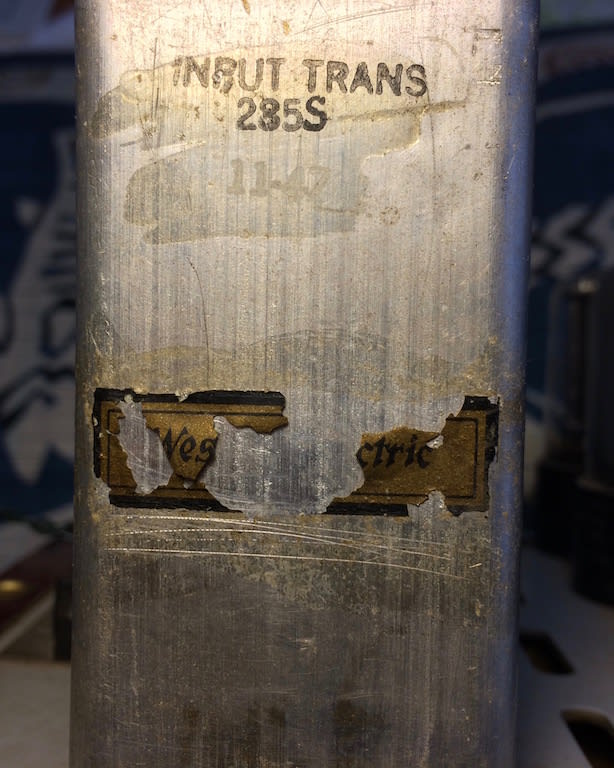 INPUT TRANS
285S
11-47
Wes ctric